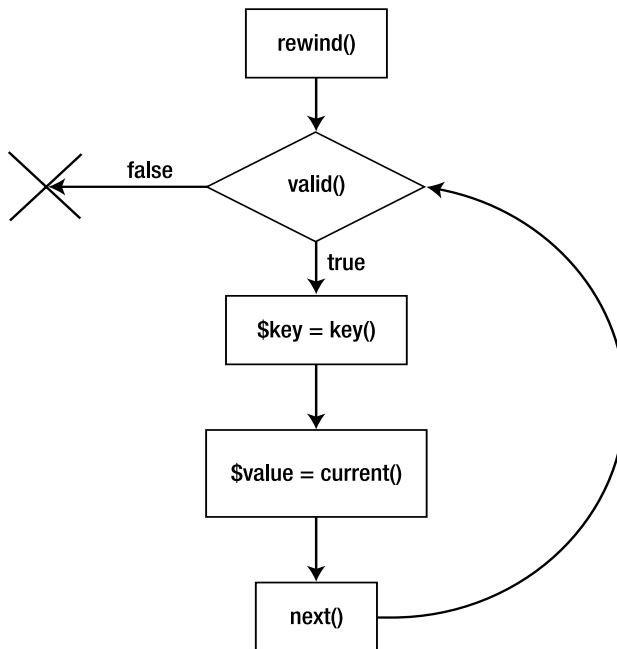 rewind()
false
valid()
true
$key = key()
$value = current()
next()